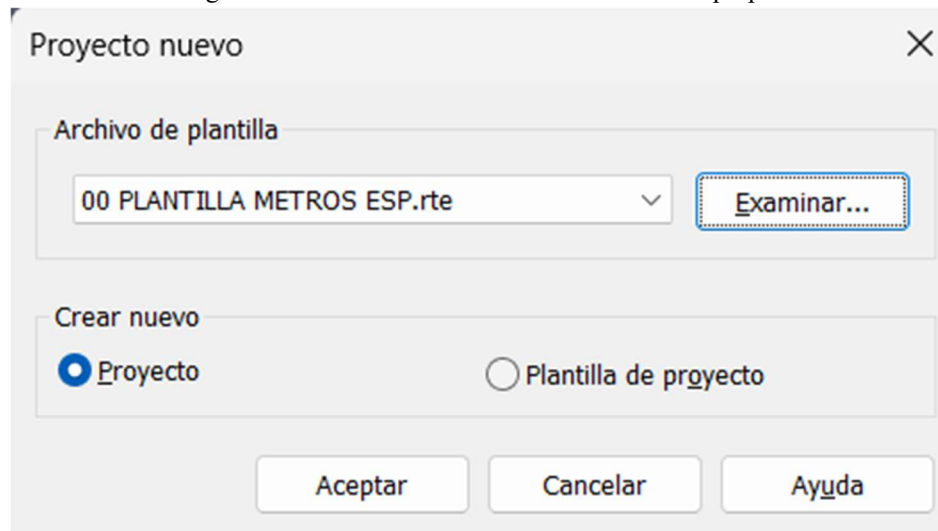 Proyecto nuevo
Archivo de plantilla
00 PLANTILLA METROS ESP.rte
Examinar...
Crear nuevo
Proyecto
Plantilla de proyecto
Aceptar Cancelar Ayuda